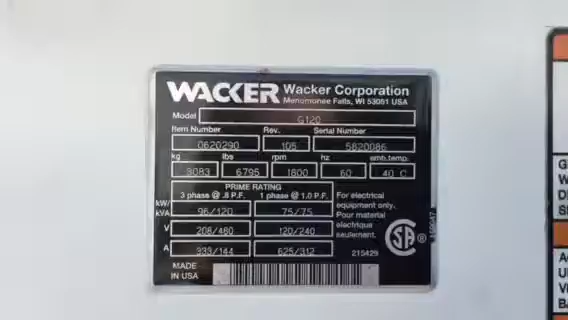 WACKER Wacker Corporation
Menomonee Falls, WI 53051 USA
Model G120
Item Number Rev. Serial Number
0620290 105 5820086
kg lbs rpm hz amb.temp.
3083 6795 1800 60 40 C
PRIME RATING
3 phase @ .8 P.F. 1 phase @ 1.0 P.F.
kW/kVA 96/120 75/75
V 208/480 120/240
A 333/144 625/312
For electrical
equipment only.
Pour material
electrique
seulement.
215429
MADE
IN USA